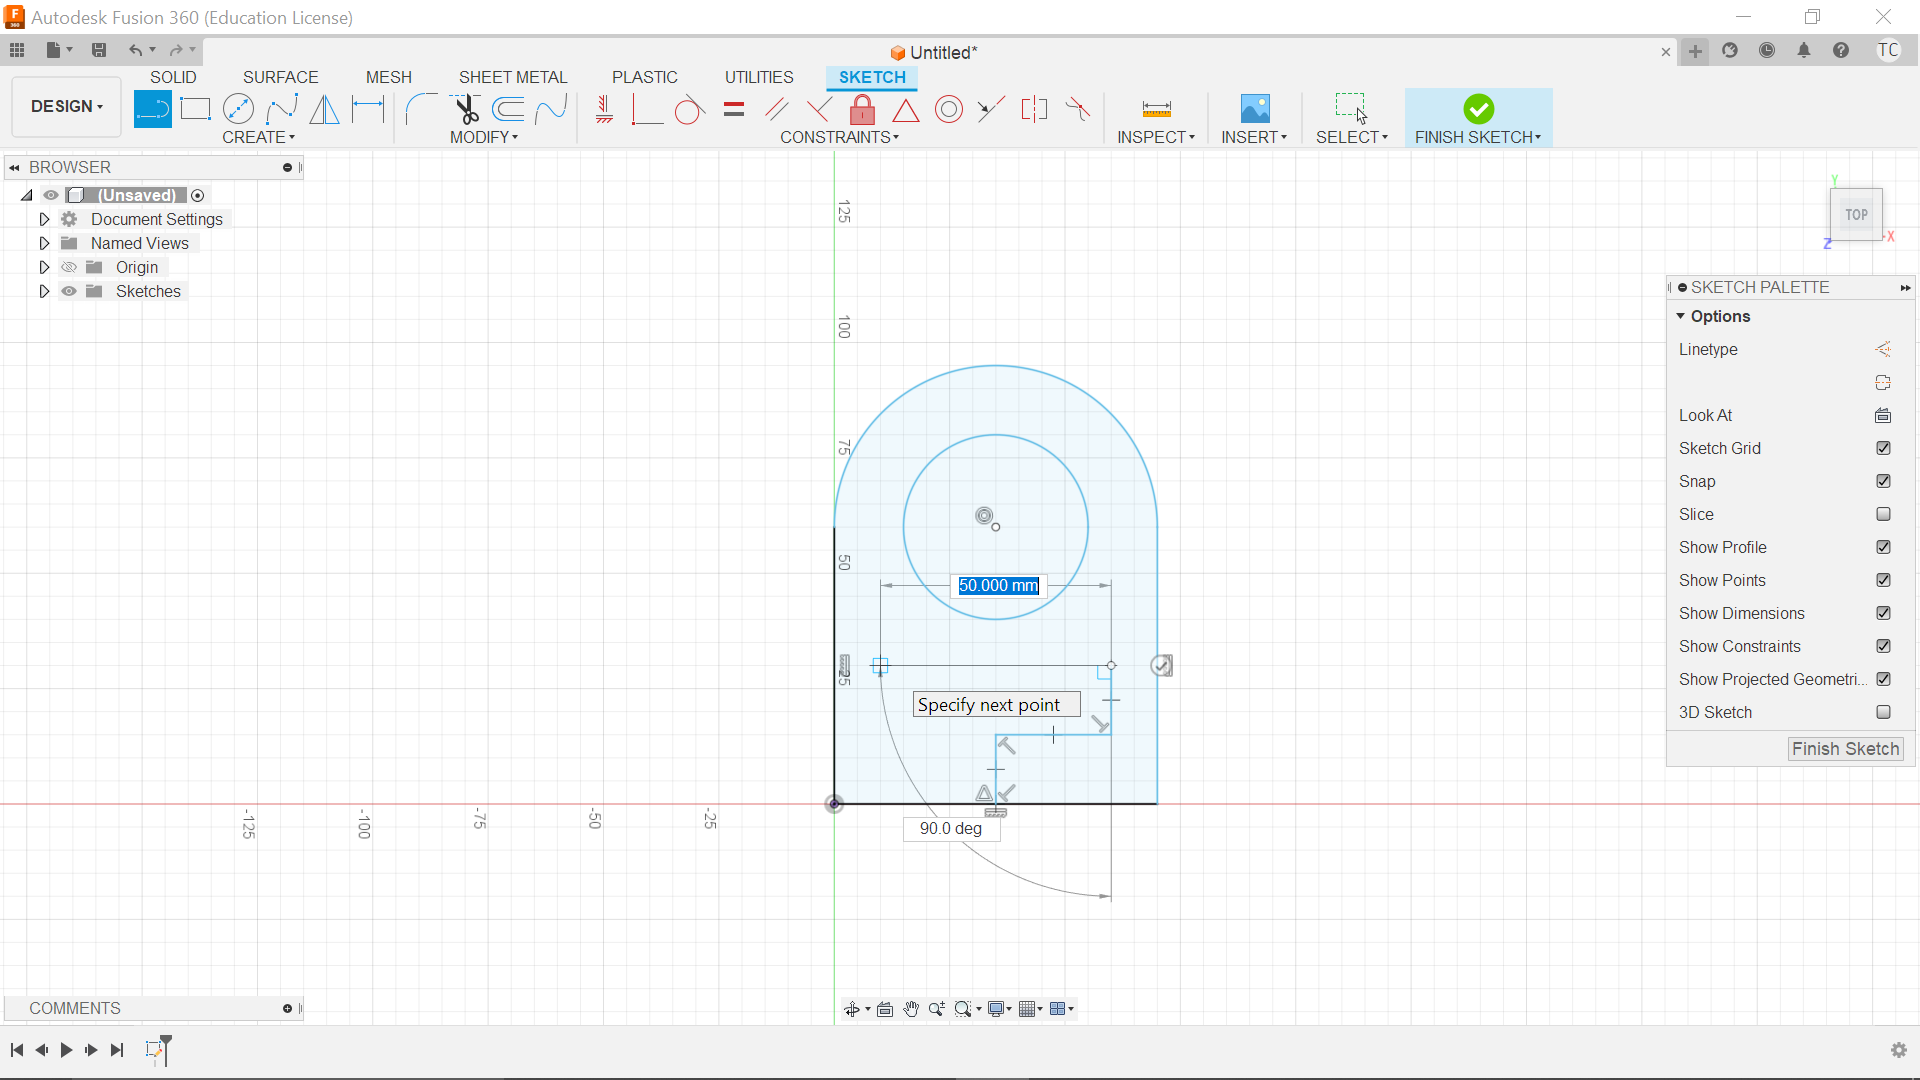 Autodesk Fusion 360 (Education License)
Untitled*
TC
DESIGN
SOLID
SURFACE
MESH
SHEET METAL
PLASTIC
UTILITIES
SKETCH
CREATE
MODIFY
CONSTRAINTS
INSPECT
INSERT
SELECT
FINISH SKETCH
BROWSER
(Unsaved)
Document Settings
Named Views
Origin
Sketches
125
100
75
50
25
-125
-100
-75
-50
-25
50.000 mm
Specify next point
90.0 deg
Y
TOP
X
Z
SKETCH PALETTE
Options
Linetype
Look At
Sketch Grid
Snap
Slice
Show Profile
Show Points
Show Dimensions
Show Constraints
Show Projected Geometri...
3D Sketch
Finish Sketch
COMMENTS